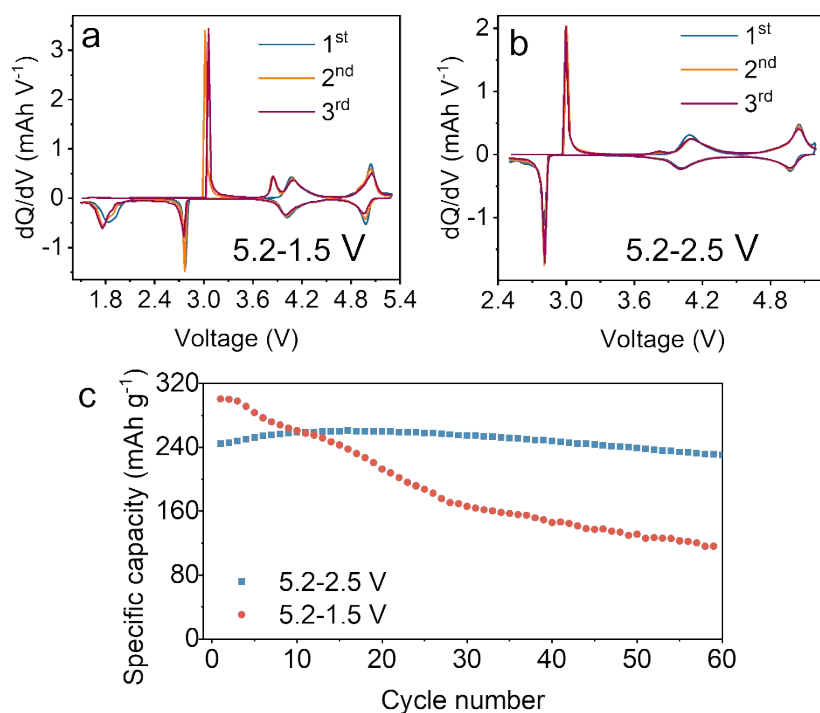 a
1st
2nd
3rd
dQ/dV (mAh V-1)
3
2
1
0
-1
5.2-1.5 V
1.8 2.4 3.0 3.6 4.2 4.8 5.4
Voltage (V)
b
1st
2nd
3rd
dQ/dV (mAh V-1)
2
1
0
-1
5.2-2.5 V
2.4 3.0 3.6 4.2 4.8
Voltage (V)
c
Specific capacity (mAh g-1)
320
240
160
80
0
5.2-2.5 V
5.2-1.5 V
0 10 20 30 40 50 60
Cycle number